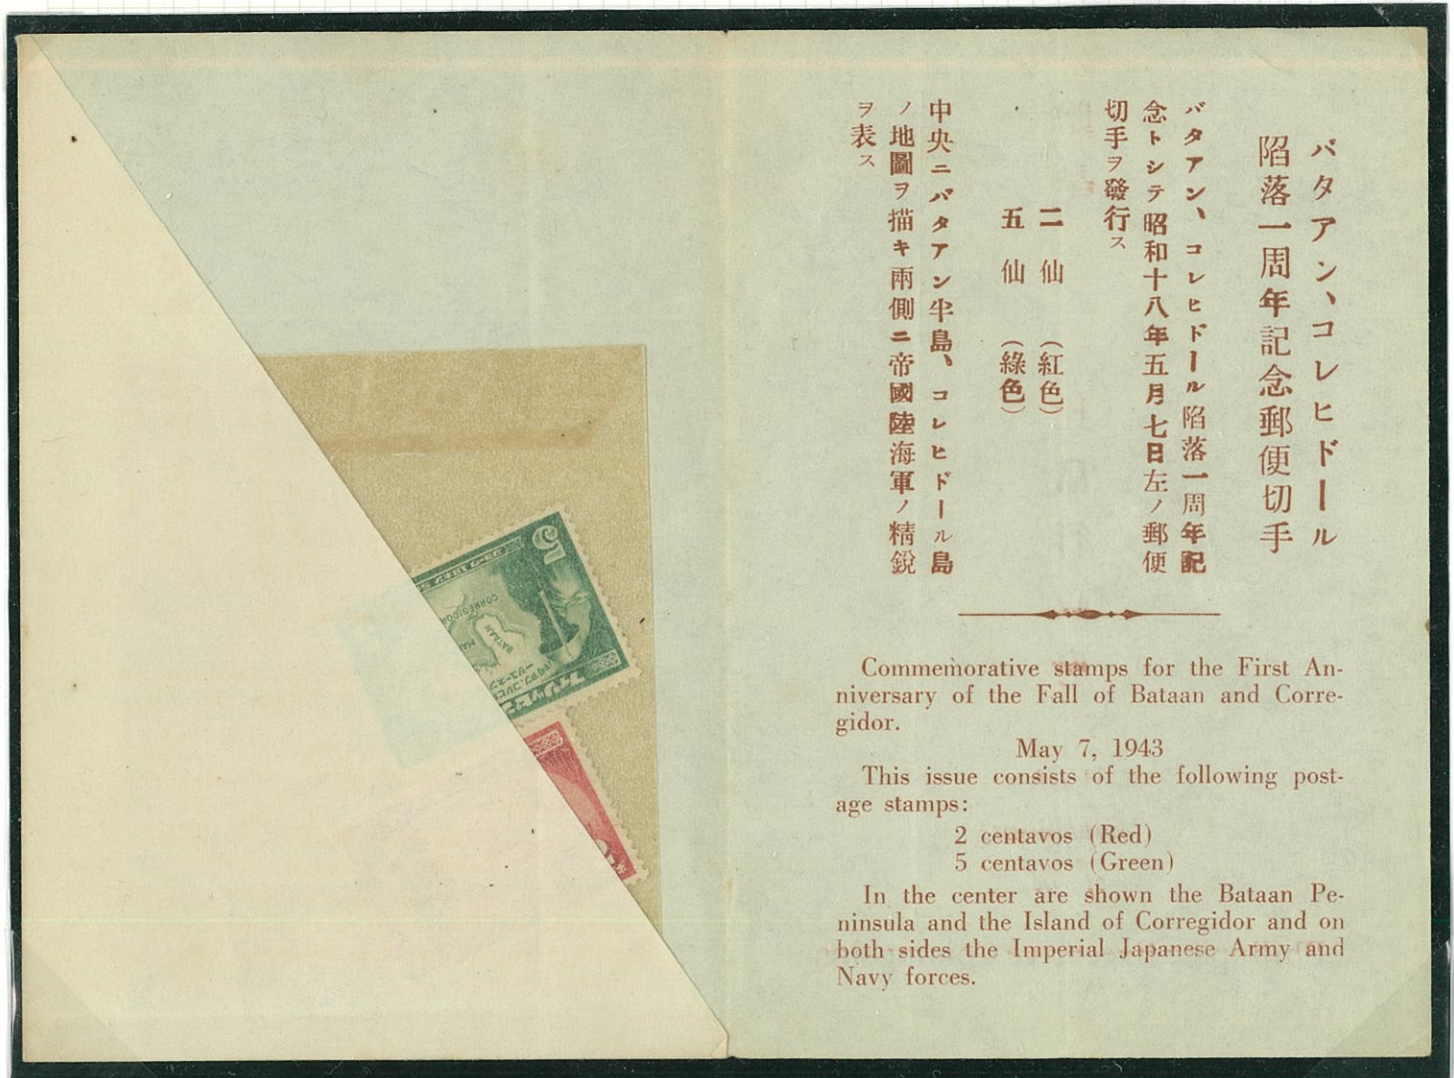 バタアン、コレヒドール
陷落一周年記念郵便切手
バタアン、コレヒドール陷落一周年記
念トシテ昭和十八年五月七日左ノ郵便
切手ヲ發行ス
二仙 (紅色)
五仙 (綠色)
中央ニバタアン半島、コレヒドール島
ノ地圖ヲ描キ兩側ニ帝國陸海軍ノ精銳
ヲ表ス
Commemorative stamps for the First An-
niversary of the Fall of Bataan and Corre-
gidor.
May 7, 1943
This issue consists of the following post-
age stamps:
2 centavos (Red)
5 centavos (Green)
In the center are shown the Bataan Pe-
ninsula and the Island of Corregidor and on
both sides the Imperial Japanese Army and
Navy forces.
5
CORREGIDOR
BATAAN